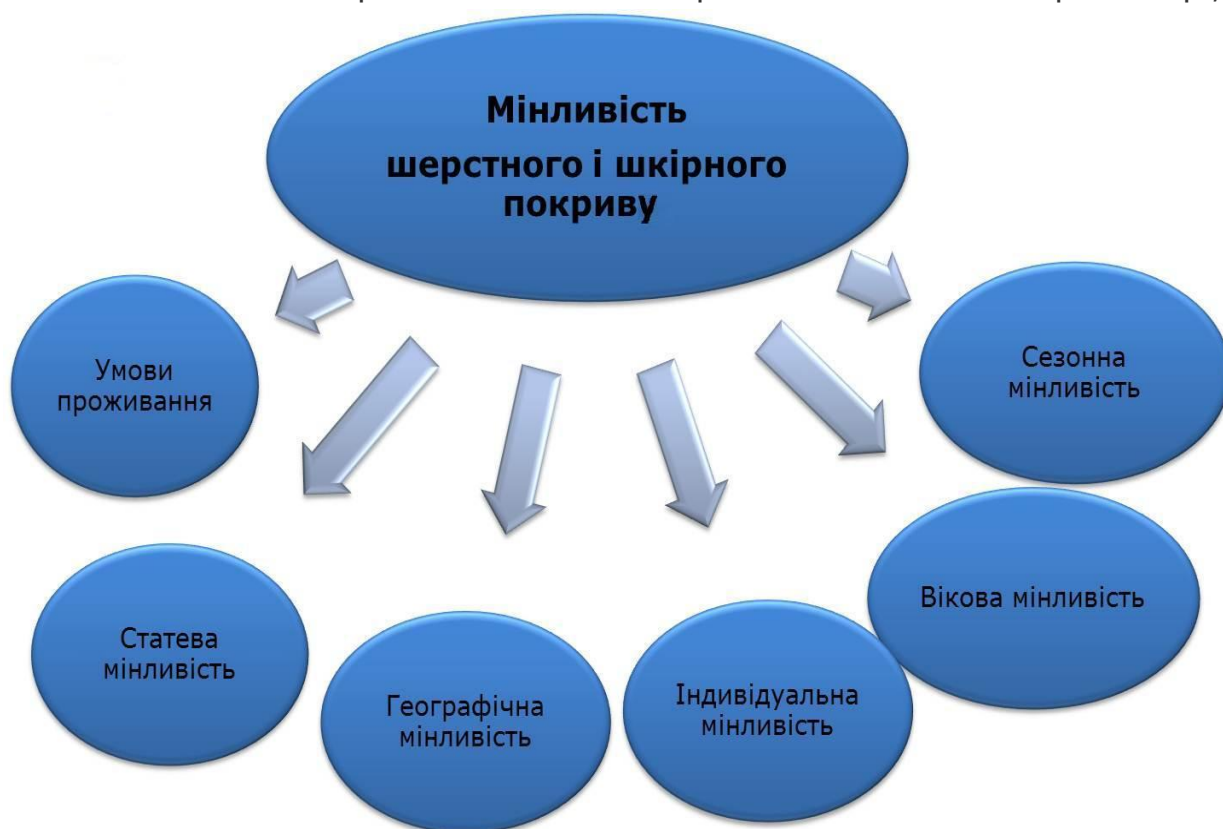 Мінливість
шерстного і шкірного
покриву
Умови
проживання
Сезонна
мінливість
Статева
мінливість
Географічна
мінливість
Індивідуальна
мінливість
Вікова мінливість